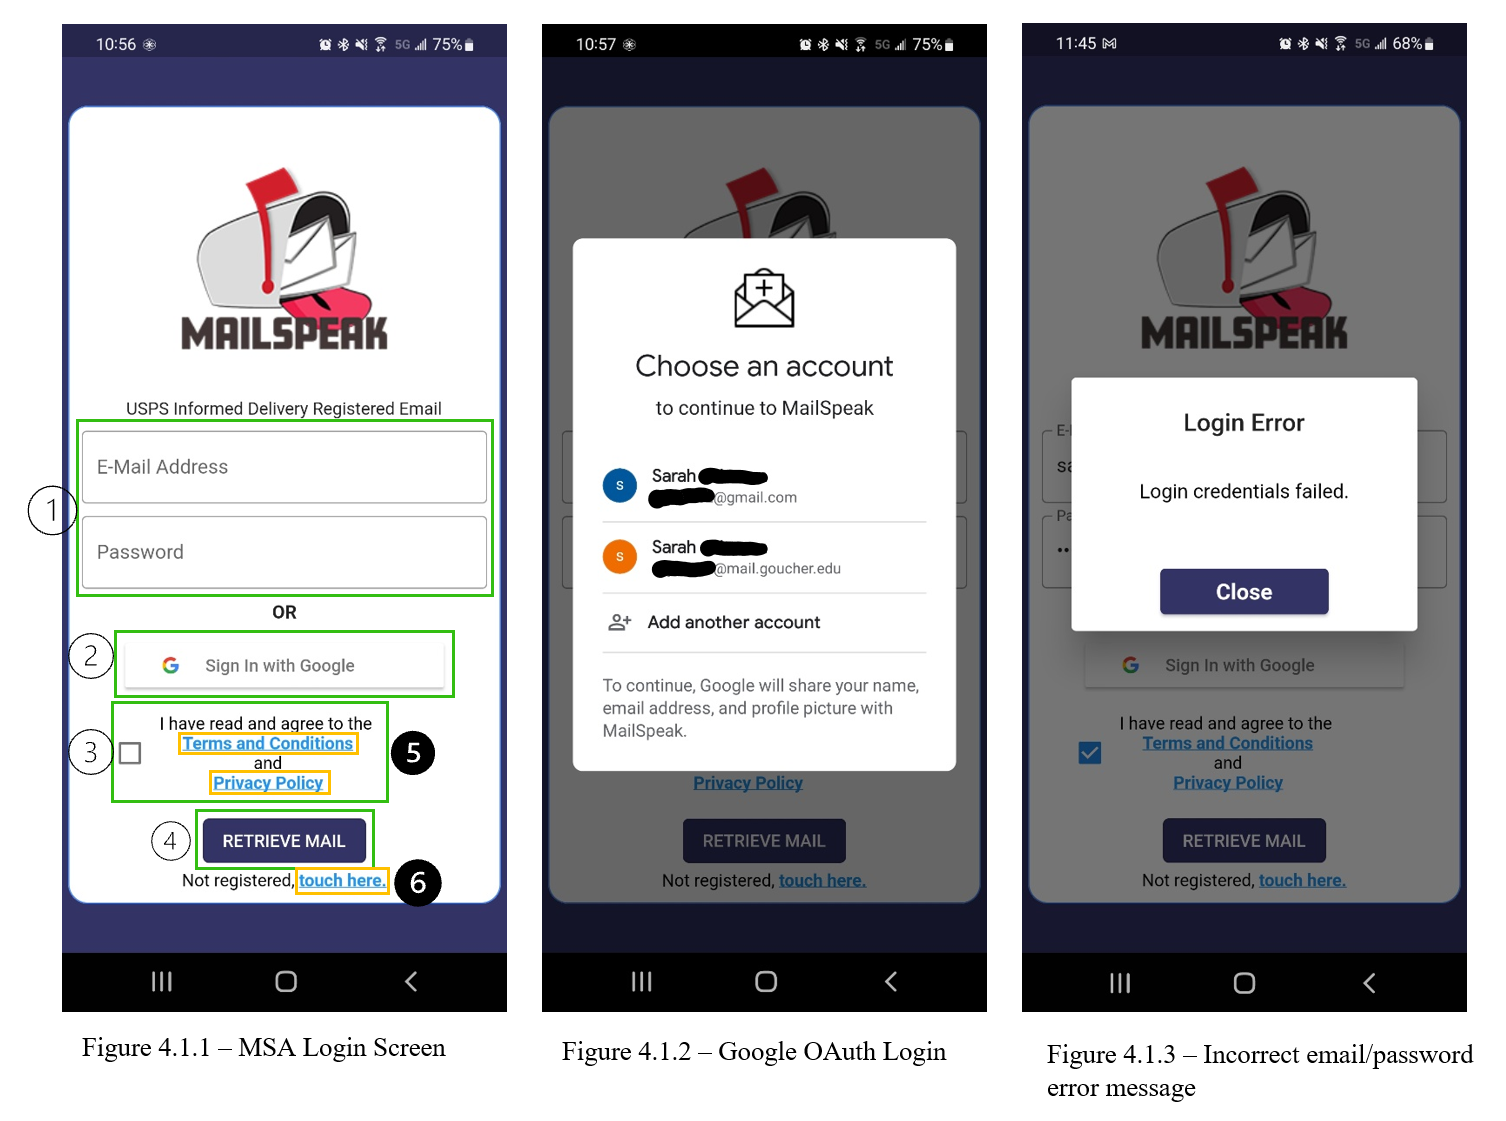 10:56
5G 75%
MAILSPEAK
USPS Informed Delivery Registered Email
E-Mail Address
1
Password
OR
2
G Sign In with Google
I have read and agree to the
3
Terms and Conditions
5
and
Privacy Policy
4
RETRIEVE MAIL
Not registered, touch here.
6
Figure 4.1.1 – MSA Login Screen
10:57
5G 75%
Choose an account
to continue to MailSpeak
S
Sarah
@gmail.com
S
Sarah
@mail.goucher.edu
Add another account
To continue, Google will share your name,
email address, and profile picture with
MailSpeak.
Privacy Policy
RETRIEVE MAIL
Not registered, touch here.
Figure 4.1.2 – Google OAuth Login
11:45
5G 68%
MAILSPEAK
Login Error
Login credentials failed.
Close
G Sign In with Google
I have read and agree to the
Terms and Conditions
and
Privacy Policy
RETRIEVE MAIL
Not registered, touch here.
Figure 4.1.3 – Incorrect email/password
error message